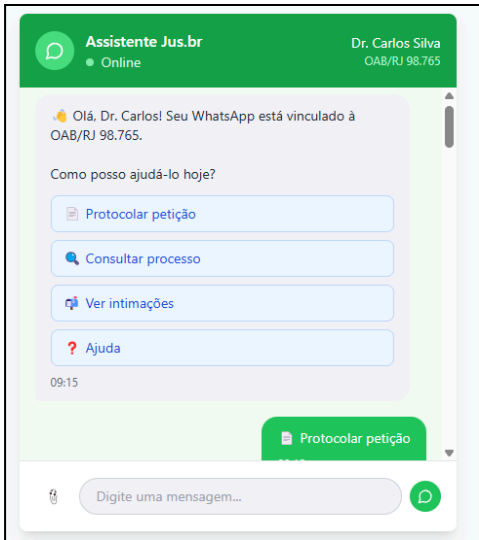 Assistente Jus.br
Online
Dr. Carlos Silva
OAB/RJ 98.765
👋 Olá, Dr. Carlos! Seu WhatsApp está vinculado à
OAB/RJ 98.765.
Como posso ajudá-lo hoje?
📄 Protocolar petição
🔍 Consultar processo
📬 Ver intimações
❓ Ajuda
09:15
📄 Protocolar petição
Digite uma mensagem...